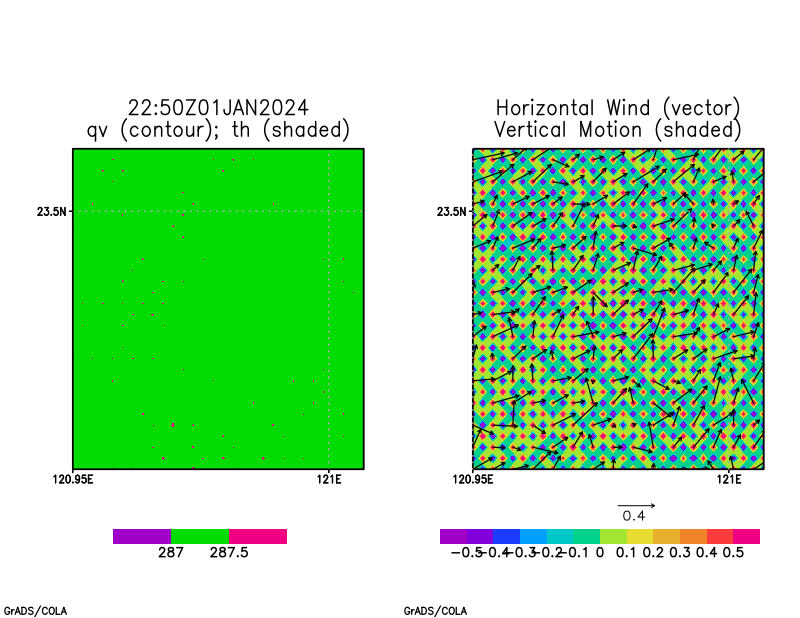 22:50Z01JAN2024
qv (contour); th (shaded)
23.5N
120.95E 121E
287 287.5
Horizontal Wind (vector)
Vertical Motion (shaded)
23.5N
120.95E 121E
0.4
-0.5 -0.4 -0.3 -0.2 -0.1 0 0.1 0.2 0.3 0.4 0.5
GrADS/COLA
GrADS/COLA